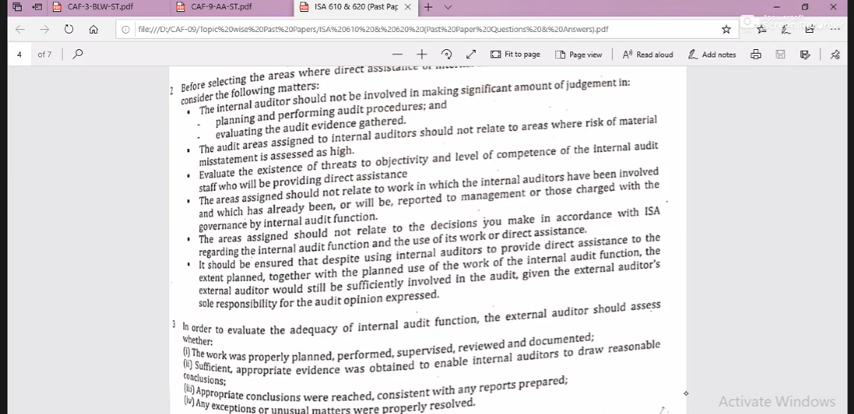 CAF-3-BLW-ST.pdf CAF-9-AA-ST.pdf ISA 610 & 620 (Past Pap
file:///D:/CAF-09/Topic%20wise%20Past%20Papers/ISA%20610%20&%20620%20(Past%20Paper%20Questions%20&%20Answers).pdf
4 of 7 Fit to page Page view Read aloud Add notes
2 Before selecting the areas where direct assistance of
consider the following matters:
• The internal auditor should not be involved in making significant amount of judgement in:
- planning and performing audit procedures; and
- evaluating the audit evidence gathered.
• The audit areas assigned to internal auditors should not relate to areas where risk of material
misstatement is assessed as high.
• Evaluate the existence of threats to objectivity and level of competence of the internal audit
staff who will be providing direct assistance
• The areas assigned should not relate to work in which the internal auditors have been involved
and which has already been, or will be, reported to management or those charged with the
governance by internal audit function.
• The areas assigned should not relate to the decisions you make in accordance with ISA
regarding the internal audit function and the use of its work or direct assistance.
• It should be ensured that despite using internal auditors to provide direct assistance to the
extent planned, together with the planned use of the work of the internal audit function, the
external auditor would still be sufficiently involved in the audit, given the external auditor's
sole responsibility for the audit opinion expressed.
3 In order to evaluate the adequacy of internal audit function, the external auditor should assess
whether:
(i) The work was properly planned, performed, supervised, reviewed and documented;
(ii) Sufficient, appropriate evidence was obtained to enable internal auditors to draw reasonable
conclusions;
(iii) Appropriate conclusions were reached, consistent with any reports prepared;
(iv) Any exceptions or unusual matters were properly resolved.
Activate Windows